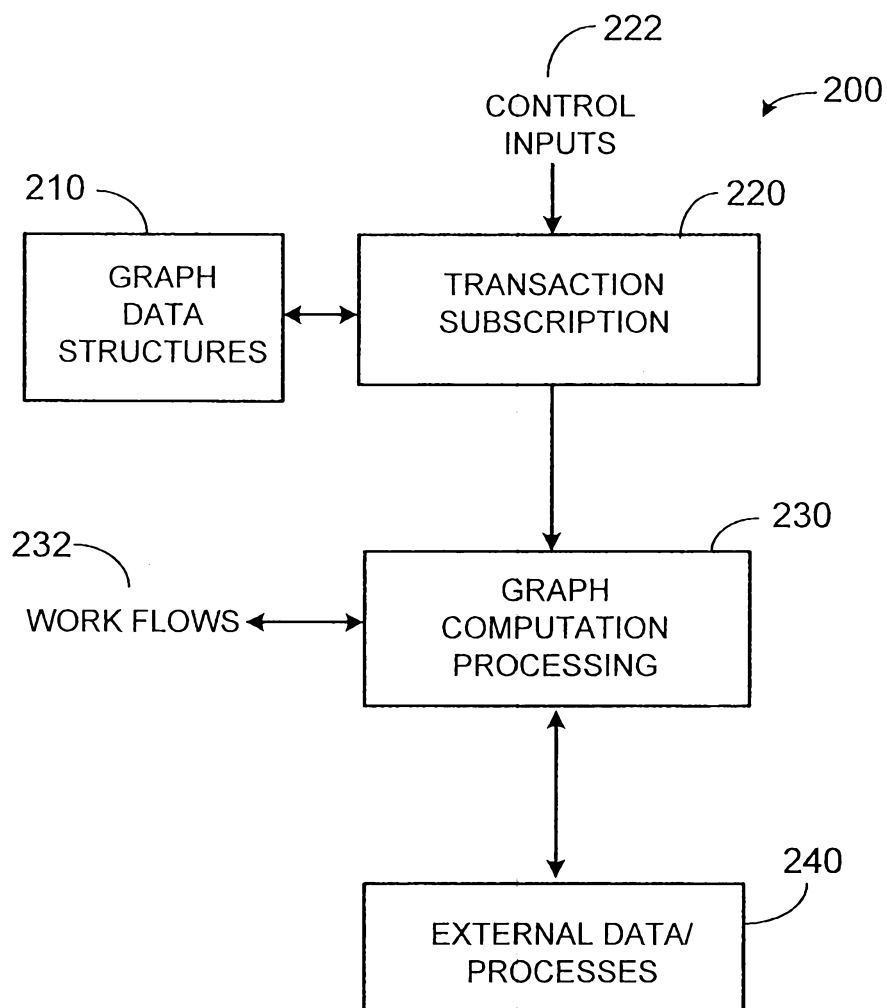 222
200
CONTROL
INPUTS
210
220
GRAPH
DATA
STRUCTURES
TRANSACTION
SUBSCRIPTION
230
232
WORK FLOWS
GRAPH
COMPUTATION
PROCESSING
240
EXTERNAL DATA/
PROCESSES